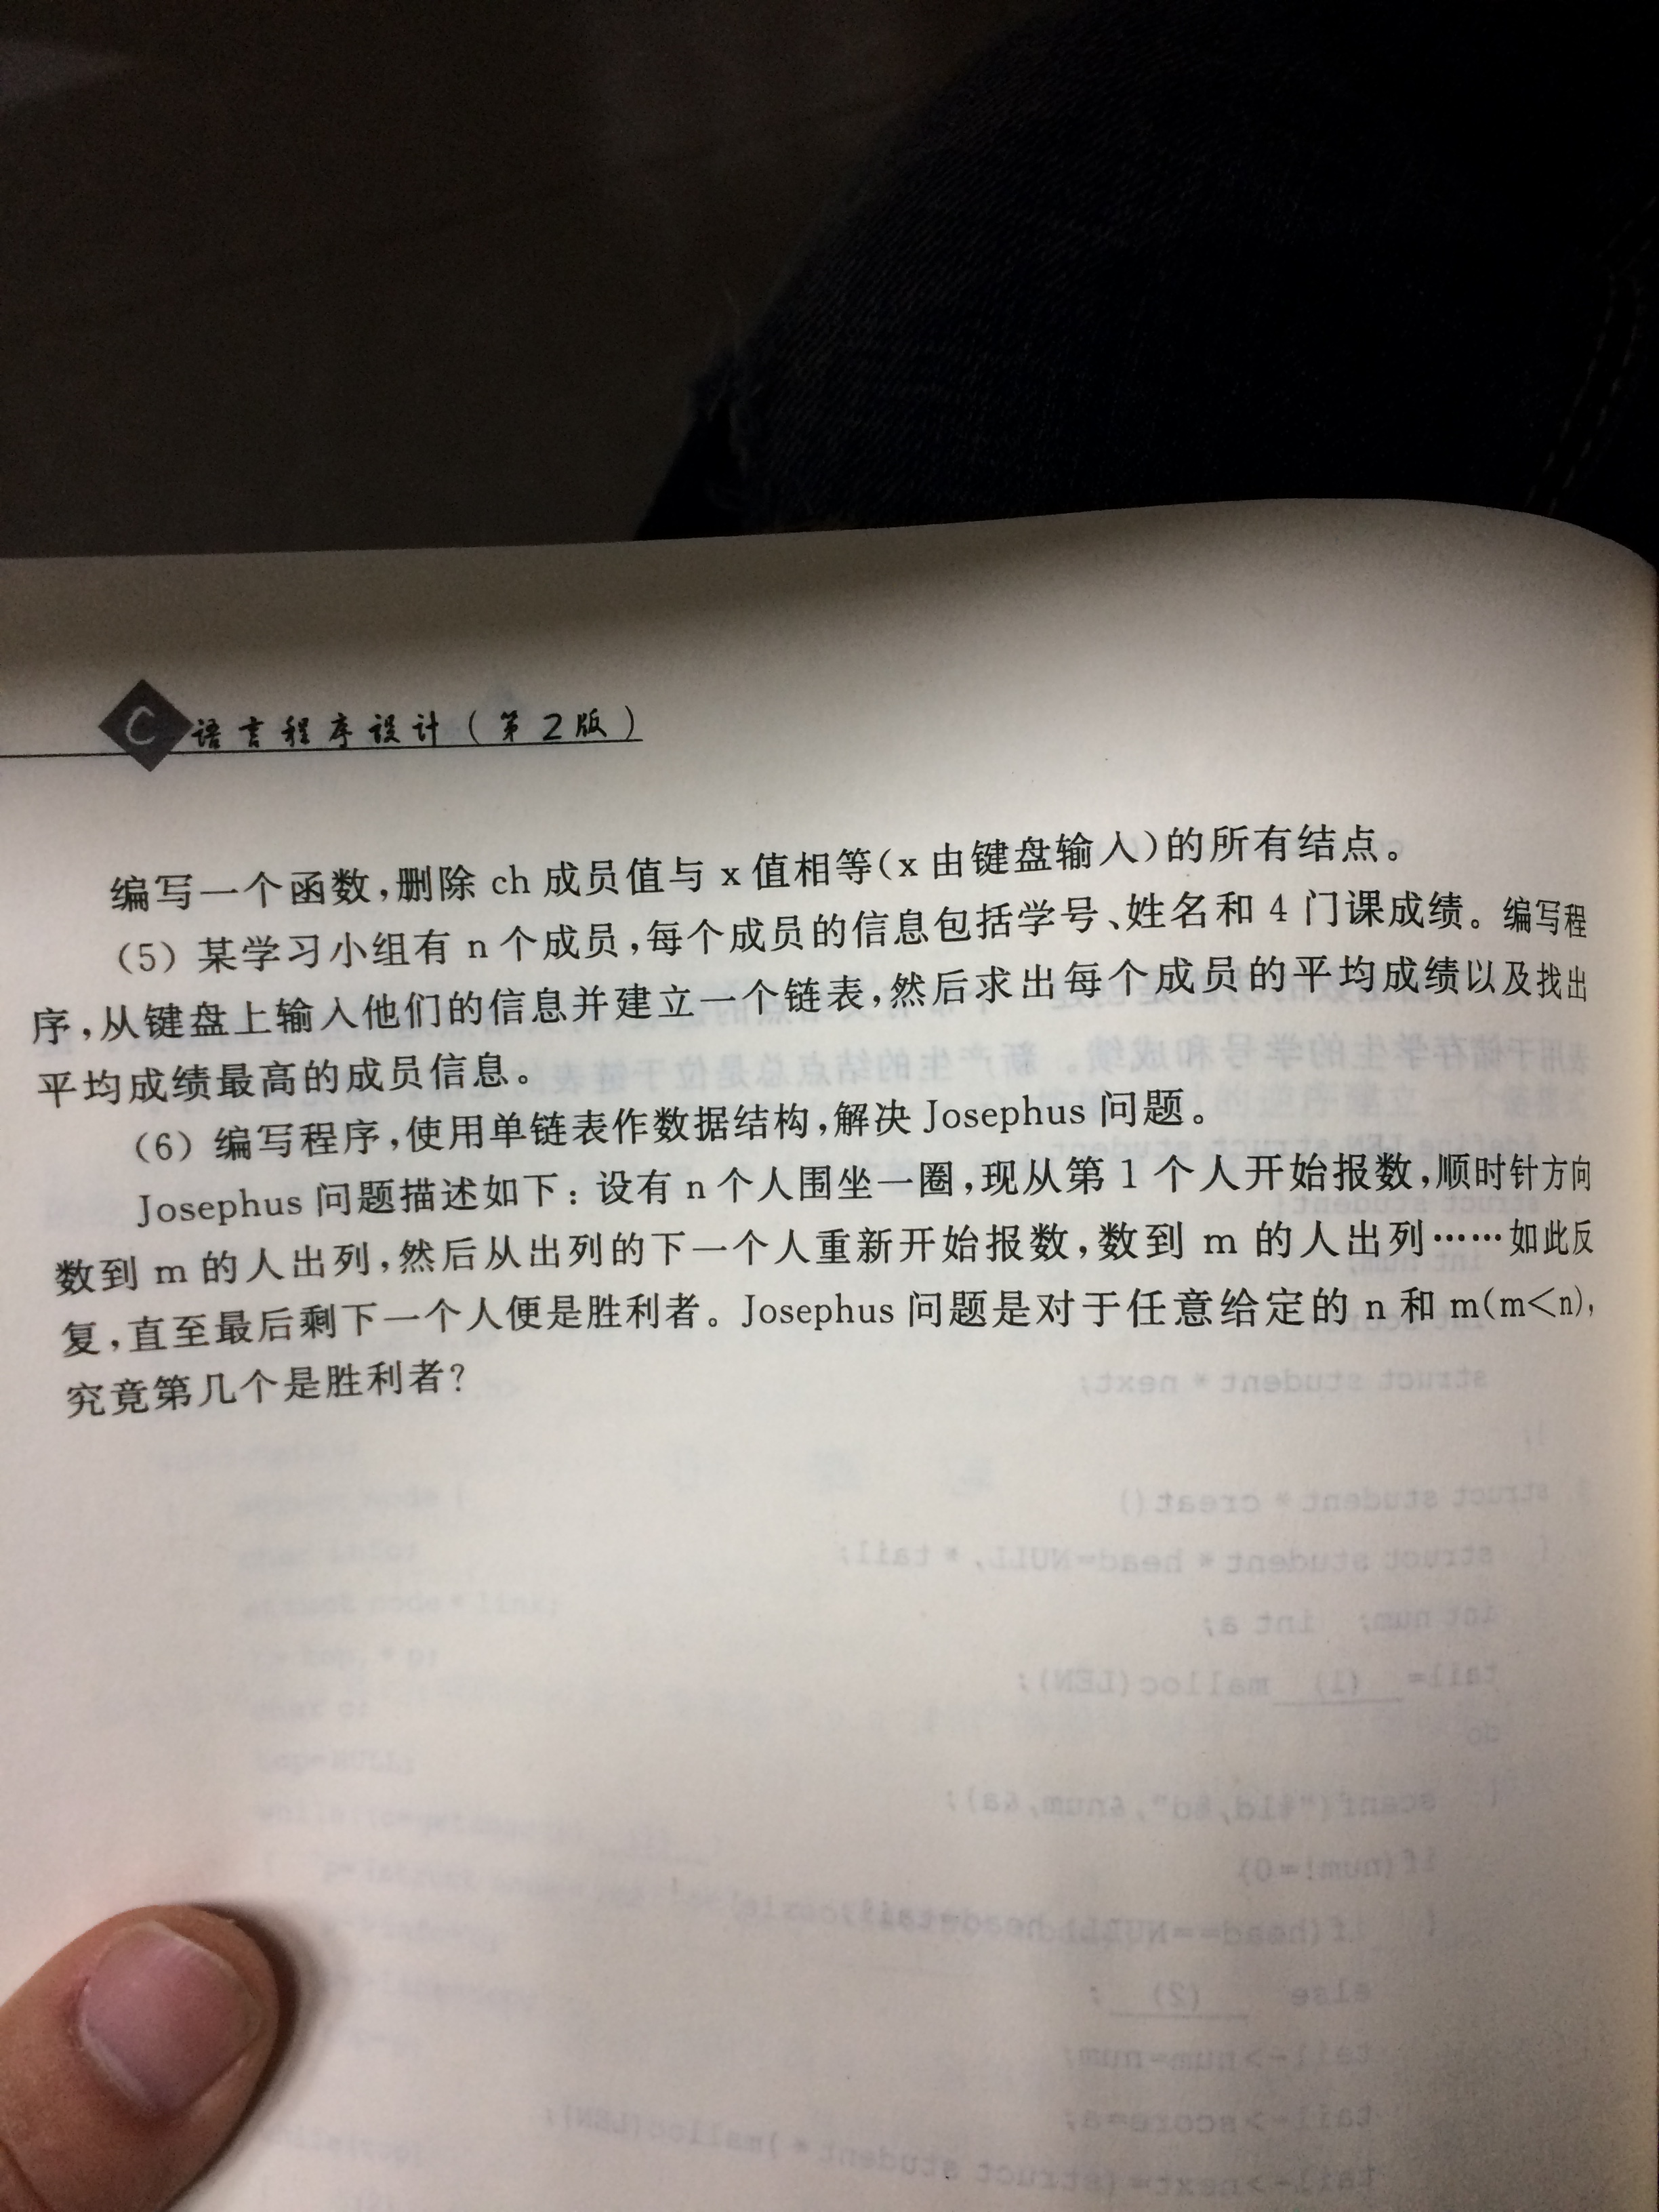 C语言程序设计(第2版)
编写一个函数,删除 ch 成员值与 x 值相等(x 由键盘输入)的所有结点。
(5) 某学习小组有 n 个成员,每个成员的信息包括学号、姓名和 4 门课成绩。编写程
序,从键盘上输入他们的信息并建立一个链表,然后求出每个成员的平均成绩以及找出
平均成绩最高的成员信息。
(6) 编写程序,使用单链表作数据结构,解决 Josephus 问题。
Josephus 问题描述如下: 设有 n 个人围坐一圈,现从第 1 个人开始报数,顺时针方向
数到 m 的人出列,然后从出列的下一个人重新开始报数,数到 m 的人出列……如此反
复,直至最后剩下一个人便是胜利者。Josephus 问题是对于任意给定的 n 和 m(m<n),
究竟第几个是胜利者?